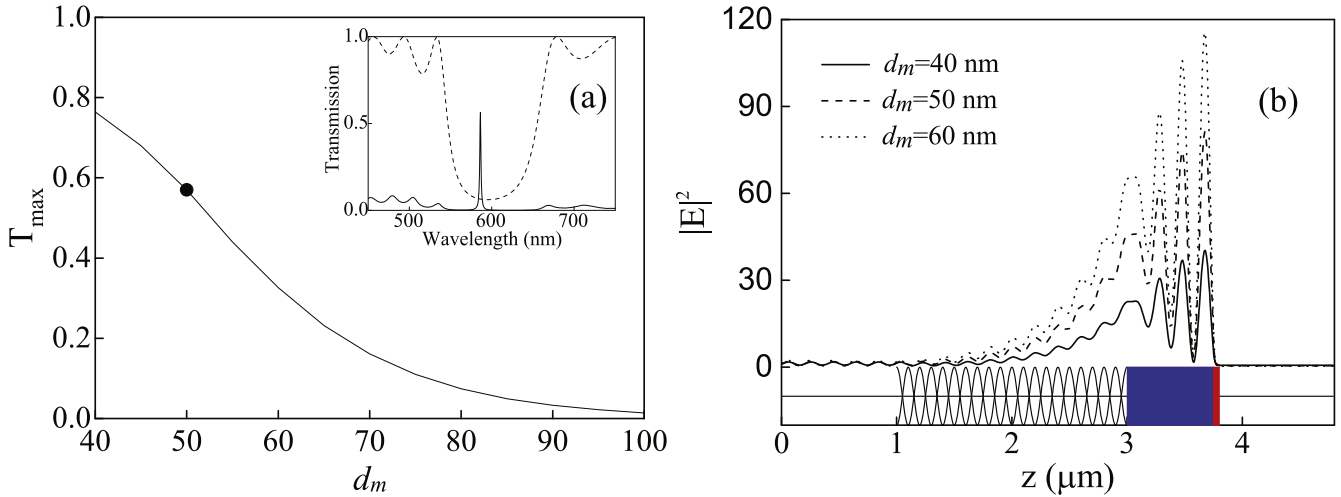 1.0
0.8
0.6
0.4
0.2
0.0
T_max
40 50 60 70 80 90 100
d_m
(a)
1.0
0.5
0.0
Transmission
500 600 700
Wavelength (nm)
120
90
60
30
0
|E|²
d_m=40 nm
d_m=50 nm
d_m=60 nm
(b)
0 1 2 3 4
z (μm)